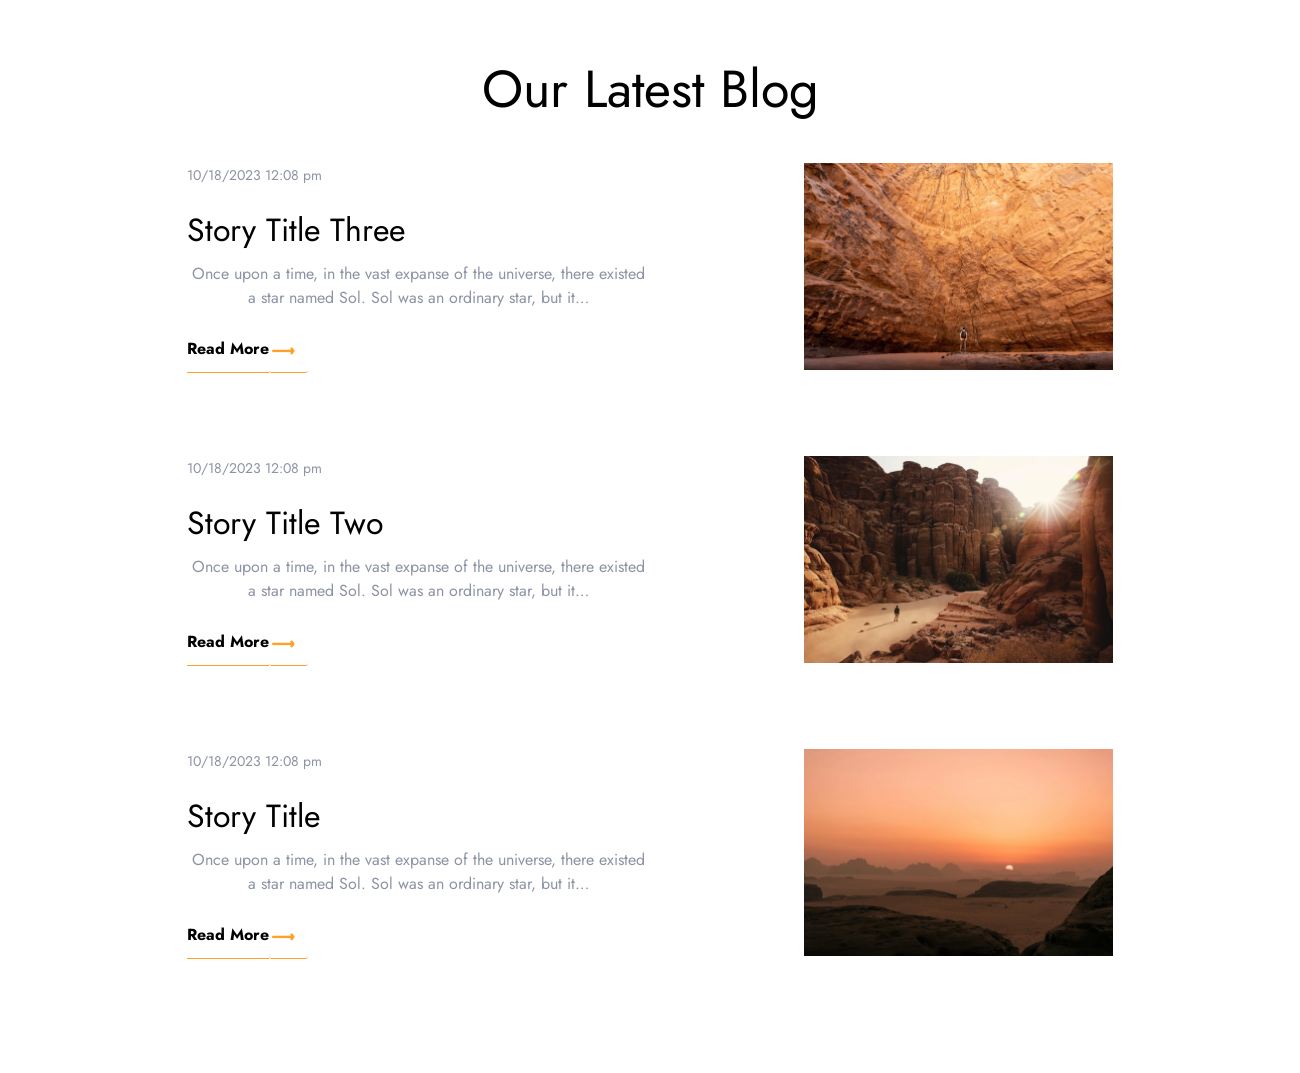 Our Latest Blog
10/18/2023 12:08 pm
Story Title Three
Once upon a time, in the vast expanse of the universe, there existed
a star named Sol. Sol was an ordinary star, but it...
Read More
10/18/2023 12:08 pm
Story Title Two
Once upon a time, in the vast expanse of the universe, there existed
a star named Sol. Sol was an ordinary star, but it...
Read More
10/18/2023 12:08 pm
Story Title
Once upon a time, in the vast expanse of the universe, there existed
a star named Sol. Sol was an ordinary star, but it...
Read More